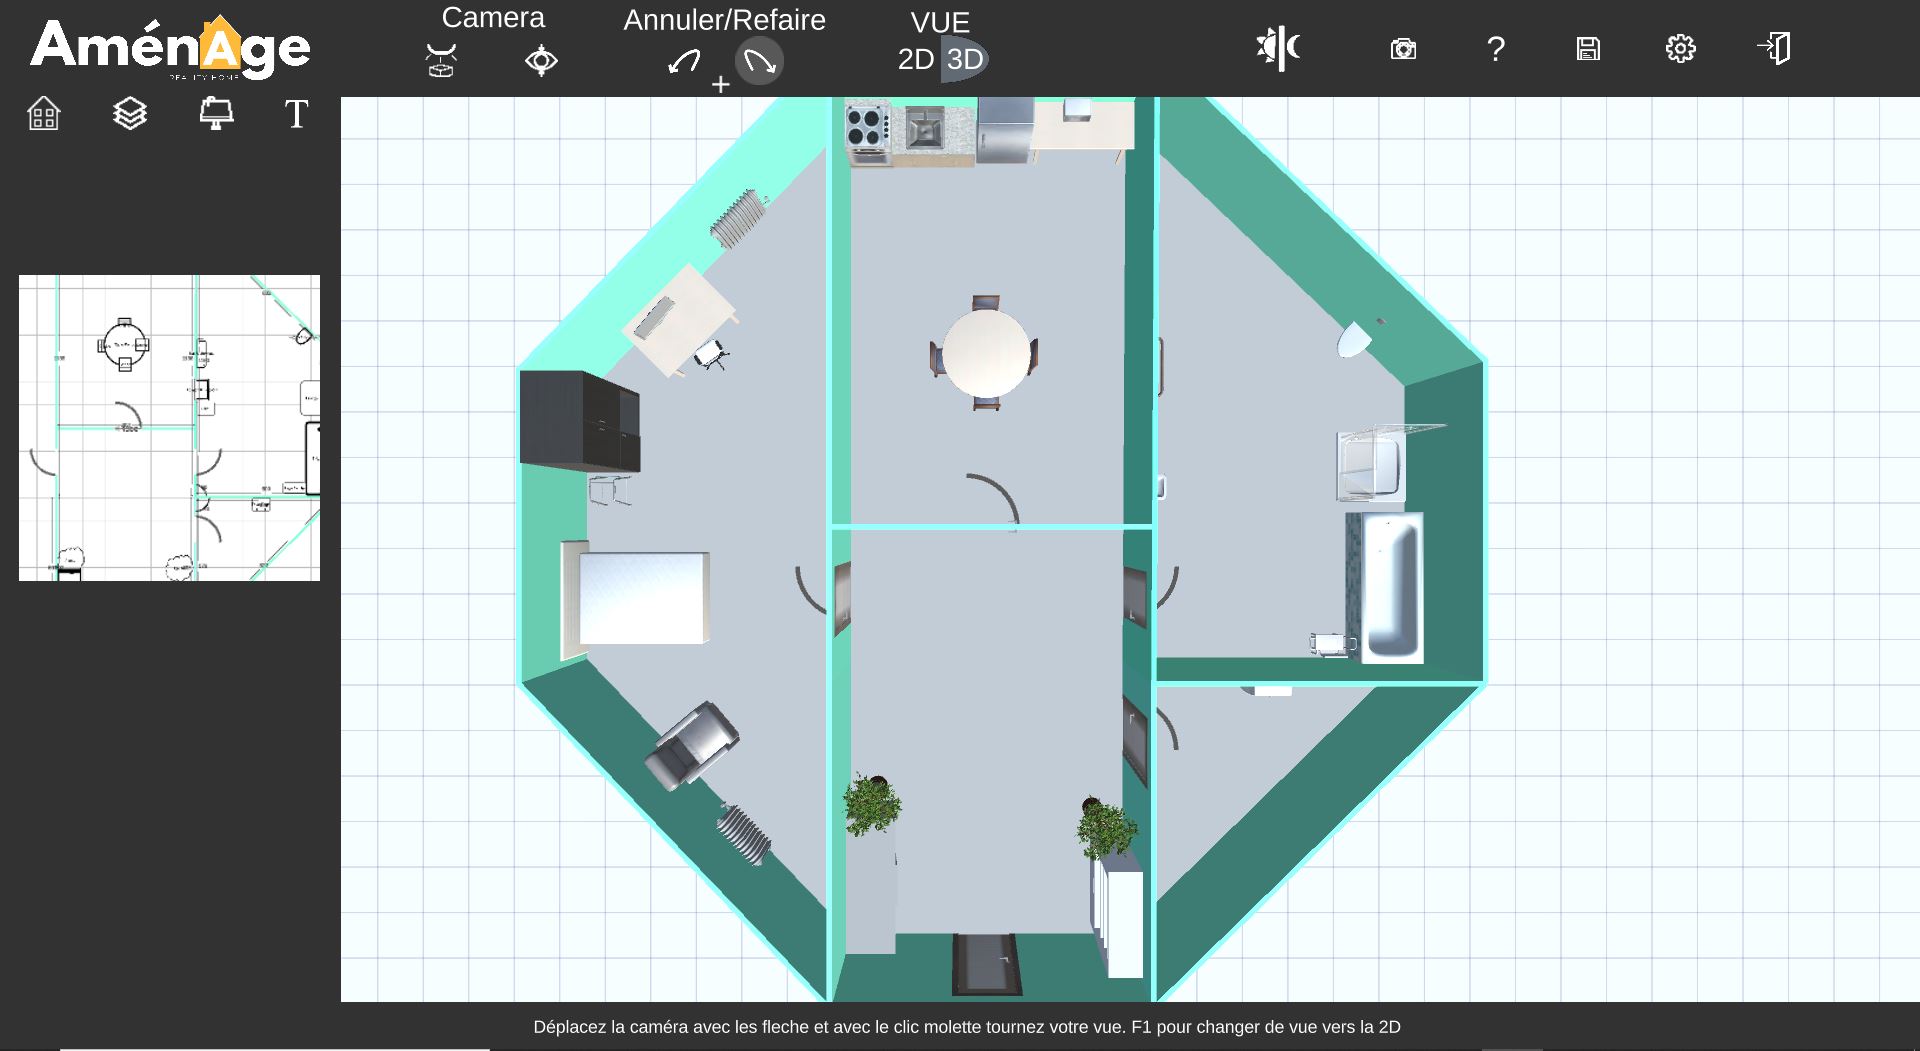 AménAge
REALITY HOME
Camera
Annuler/Refaire
+
VUE
2D 3D
?
T
Déplacez la caméra avec les fleche et avec le clic molette tournez votre vue. F1 pour changer de vue vers la 2D